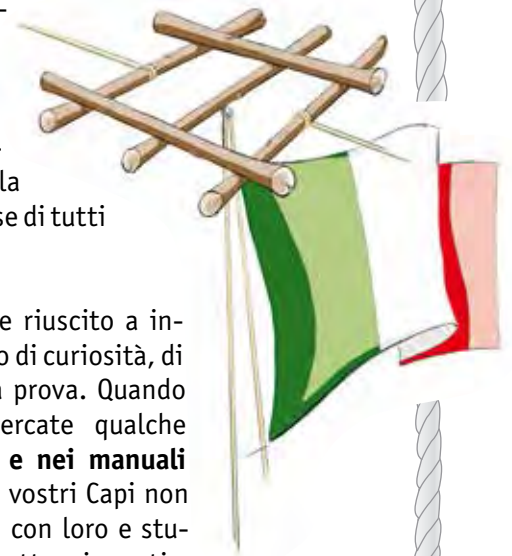 -
la
se di tutti
e riuscito a in-
o di curiosità, di
a prova. Quando
ercate qualche
e nei manuali
vostri Capi non
con loro e stu-